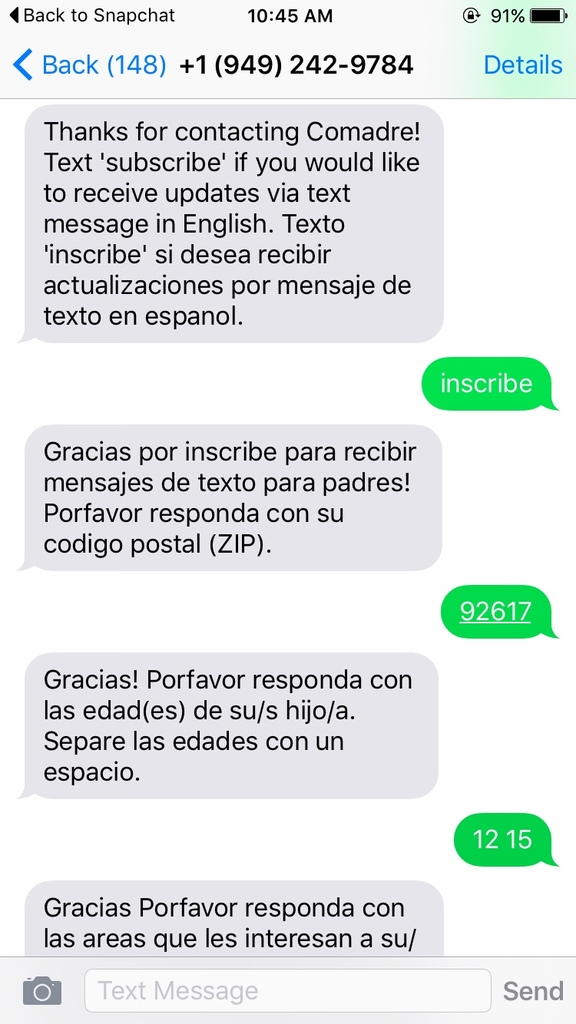 Back to Snapchat 10:45 AM 91%
Back (148) +1 (949) 242-9784 Details
Thanks for contacting Comadre!
Text 'subscribe' if you would like
to receive updates via text
message in English. Texto
'inscribe' si desea recibir
actualizaciones por mensaje de
texto en espanol.
inscribe
Gracias por inscribe para recibir
mensajes de texto para padres!
Porfavor responda con su
codigo postal (ZIP).
92617
Gracias! Porfavor responda con
las edad(es) de su/s hijo/a.
Separe las edades con un
espacio.
12 15
Gracias Porfavor responda con
las areas que les interesan a su/
Text Message Send